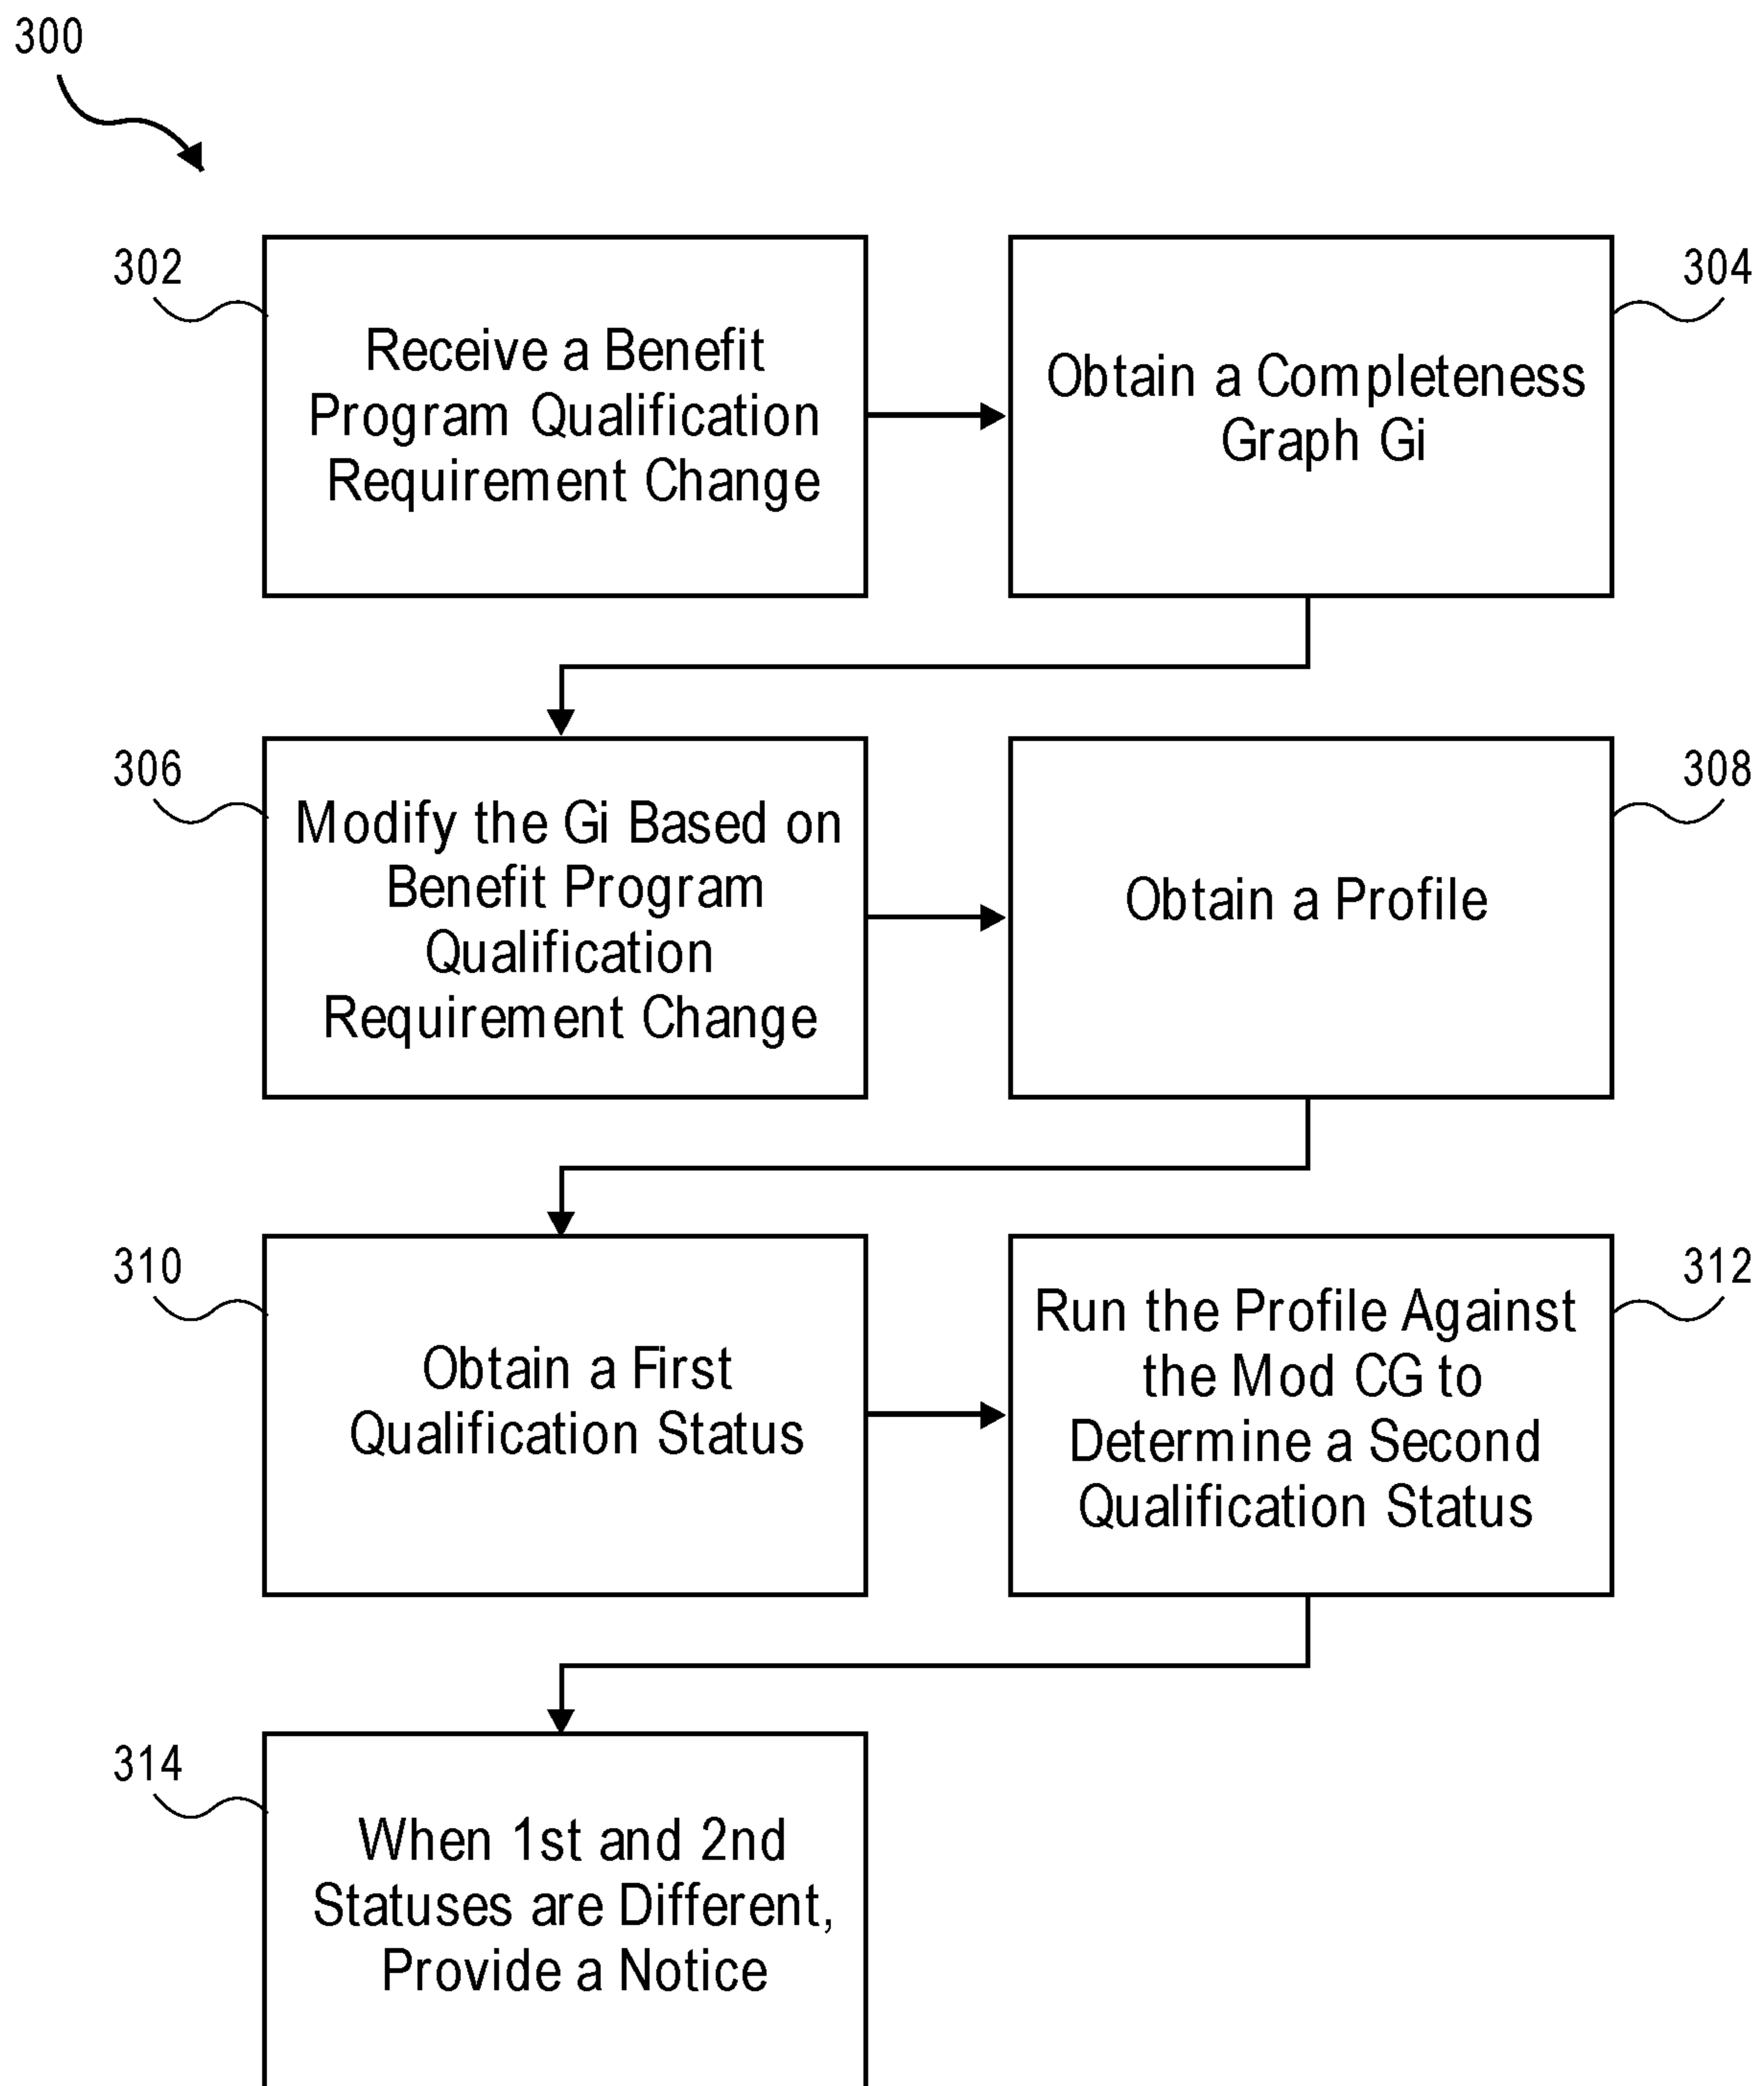 300
302
Receive a Benefit
Program Qualification
Requirement Change
304
Obtain a Completeness
Graph Gi
306
Modify the Gi Based on
Benefit Program
Qualification
Requirement Change
308
Obtain a Profile
310
Obtain a First
Qualification Status
312
Run the Profile Against
the Mod CG to
Determine a Second
Qualification Status
314
When 1st and 2nd
Statuses are Different,
Provide a Notice